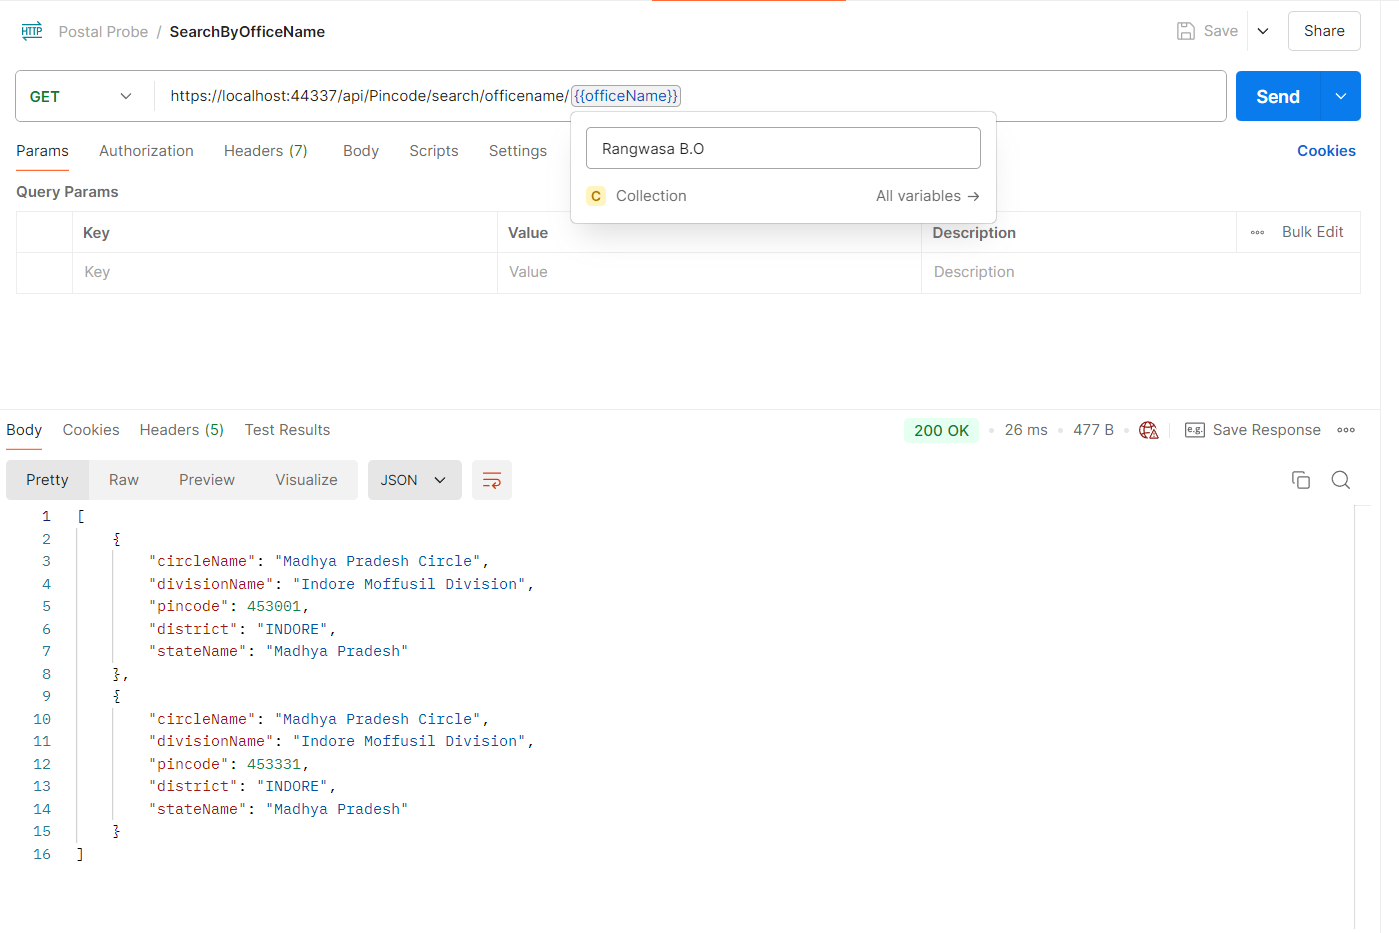 HTTP Postal Probe / SearchByOfficeName Save Share
GET https://localhost:44337/api/Pincode/search/officename/{{officeName}} Send
Rangwasa B.O
Params Authorization Headers (7) Body Scripts Settings Cookies
C Collection All variables →
Query Params
Key Value Description Bulk Edit
Key Value Description
Body Cookies Headers (5) Test Results 200 OK 26 ms 477 B e.g. Save Response
Pretty Raw Preview Visualize JSON
1 [
2 {
3 "circleName": "Madhya Pradesh Circle",
4 "divisionName": "Indore Moffusil Division",
5 "pincode": 453001,
6 "district": "INDORE",
7 "stateName": "Madhya Pradesh"
8 },
9 {
10 "circleName": "Madhya Pradesh Circle",
11 "divisionName": "Indore Moffusil Division",
12 "pincode": 453331,
13 "district": "INDORE",
14 "stateName": "Madhya Pradesh"
15 }
16 ]